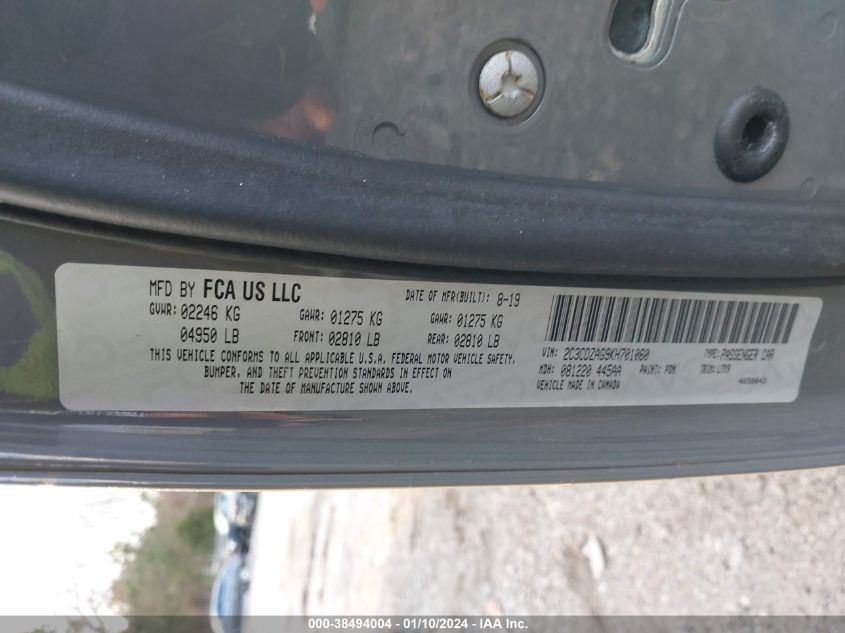 MFD BY FCA US LLC
DATE OF MFR(BUILT): 8-19
GVWR: 02246 KG
04950 LB
GAWR: 01275 KG
FRONT: 02810 LB
GAWR: 01275 KG
REAR: 02810 LB
THIS VEHICLE CONFORMS TO ALL APPLICABLE U.S.A. FEDERAL MOTOR VEHICLE SAFETY,
BUMPER, AND THEFT PREVENTION STANDARDS IN EFFECT ON
THE DATE OF MANUFACTURE SHOWN ABOVE.
VIN: 2C3CDZAG9KH701060
TYPE: PASSENGER CAR
MDH: 081220 445AA
PAINT: PDN
TRIM: L7X9
VEHICLE MADE IN CANADA
000-38494004 / 01/10/2024 - IAA Inc.